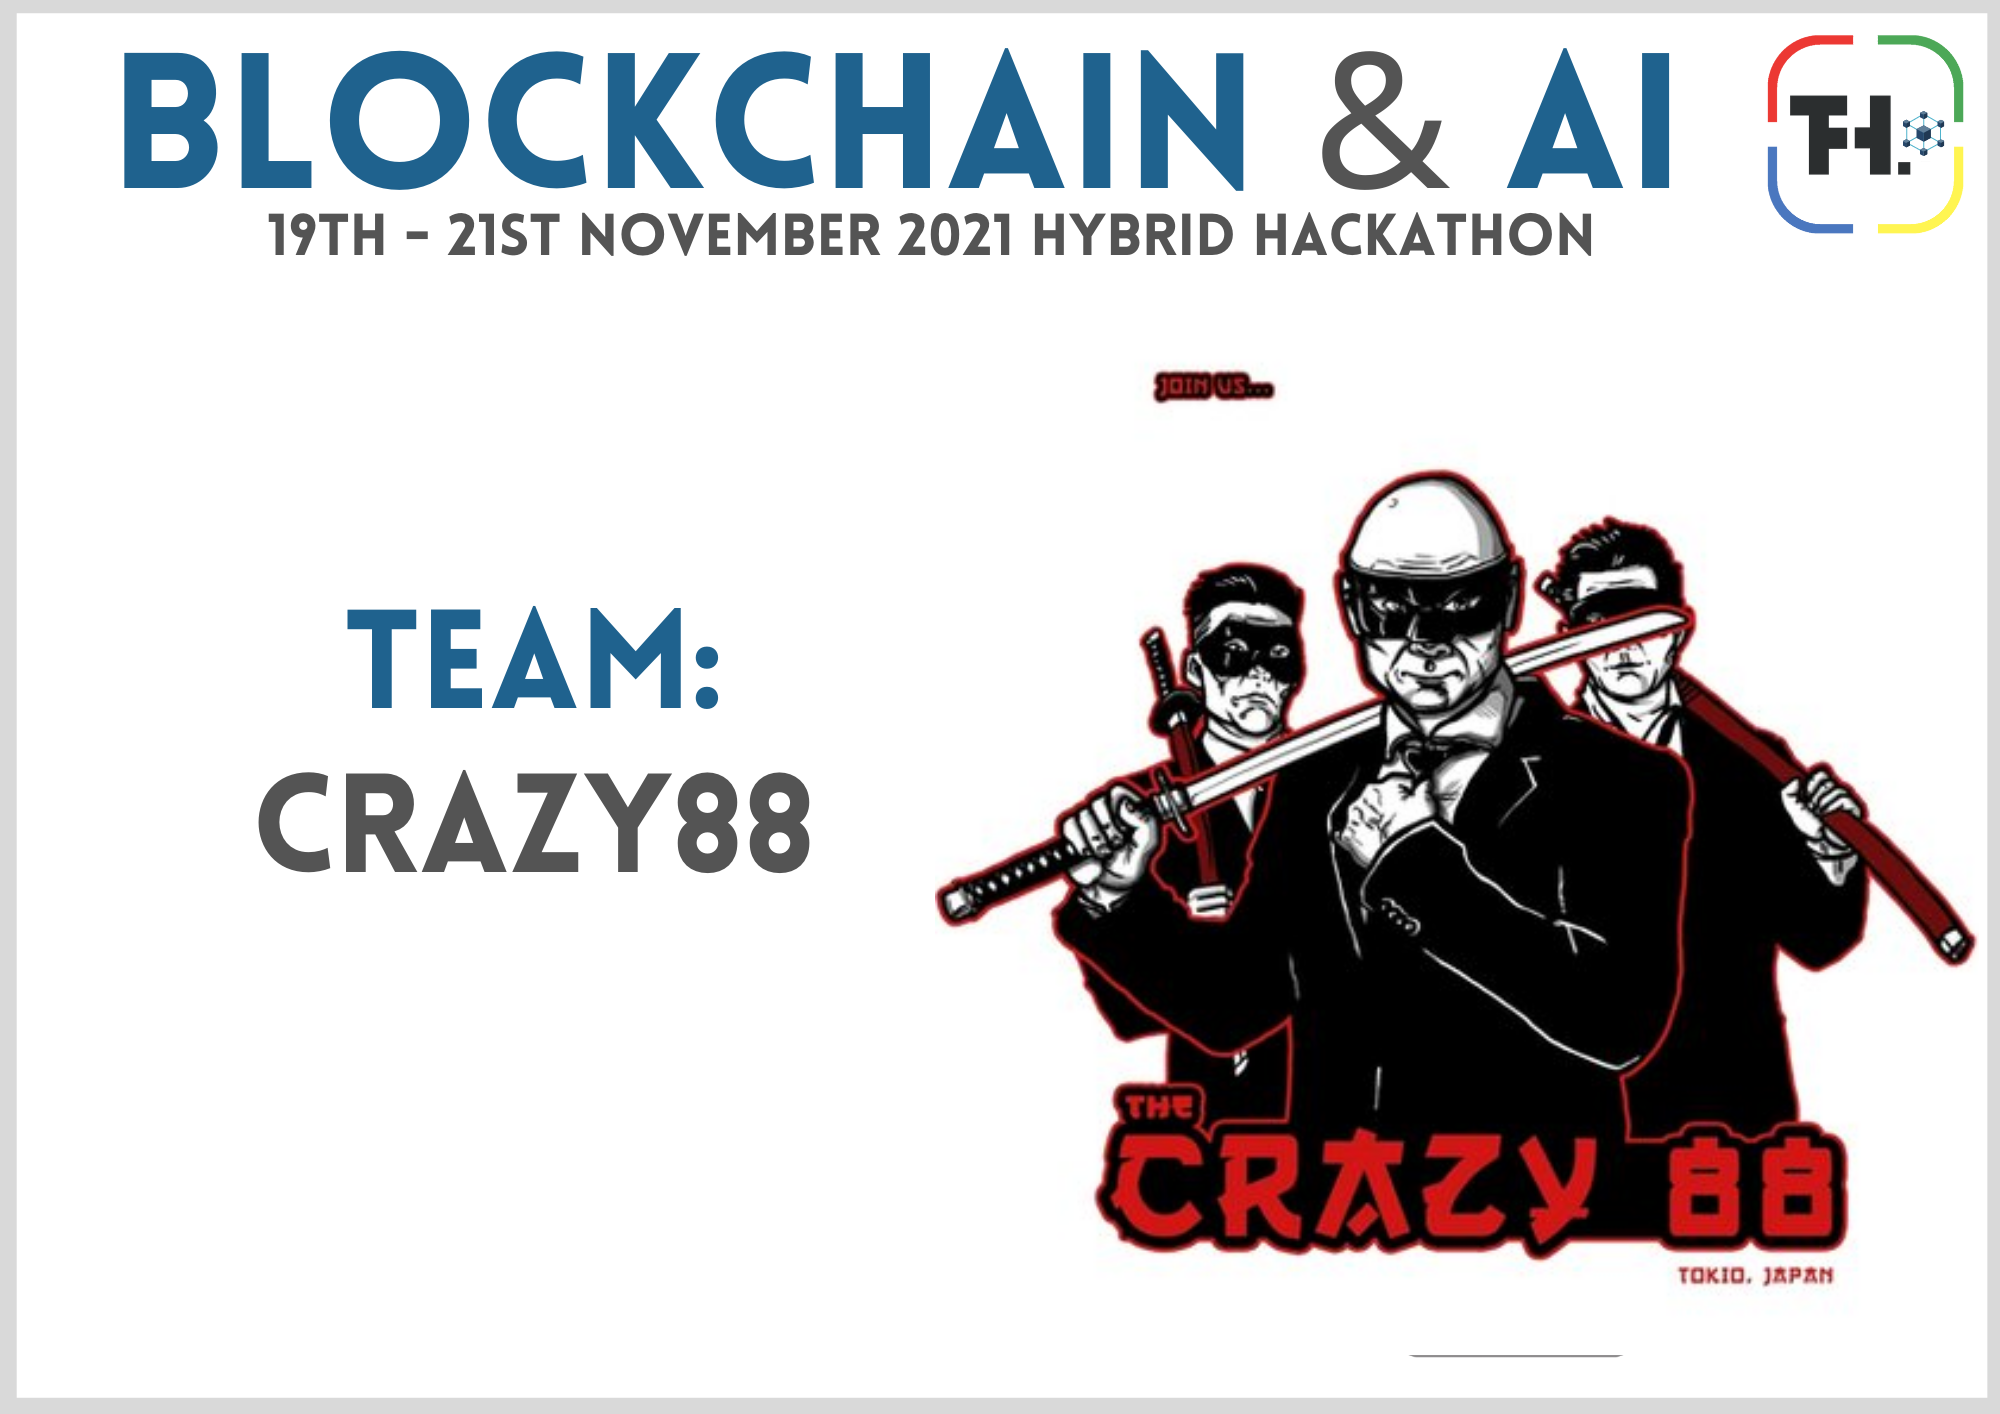 BLOCKCHAIN & AI
TH.
19TH - 21ST NOVEMBER 2021 HYBRID HACKATHON
JOIN US...
TEAM:
CRAZY88
THE
CRAZY 88
TOKIO, JAPAN